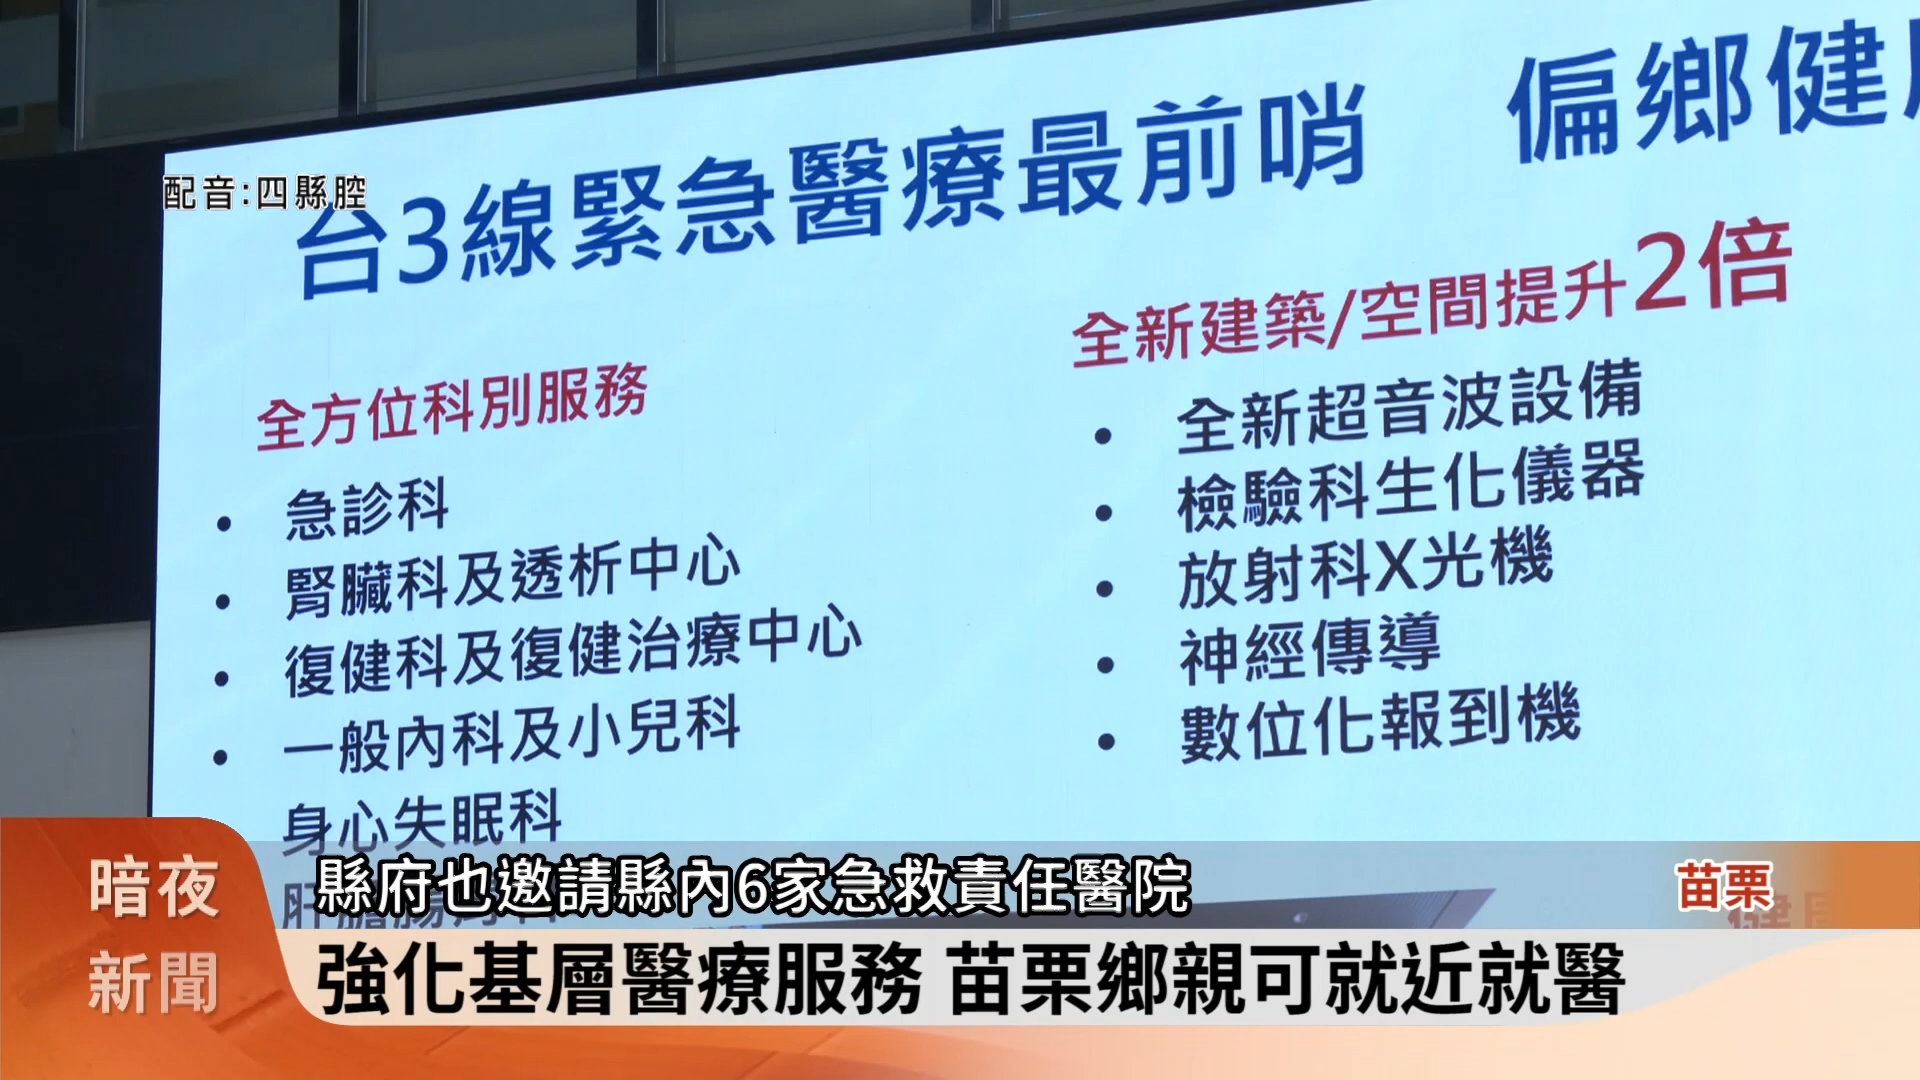 台3線緊急醫療最前哨 偏鄉健
配音:四縣腔
全方位科別服務
• 急診科
• 腎臟科及透析中心
• 復健科及復健治療中心
• 一般內科及小兒科
身心失眠科
全新建築/空間提升2倍
• 全新超音波設備
• 檢驗科生化儀器
• 放射科X光機
• 神經傳導
• 數位化報到機
縣府也邀請縣內6家急救責任醫院
苗栗
暗夜
新聞
強化基層醫療服務 苗栗鄉親可就近就醫